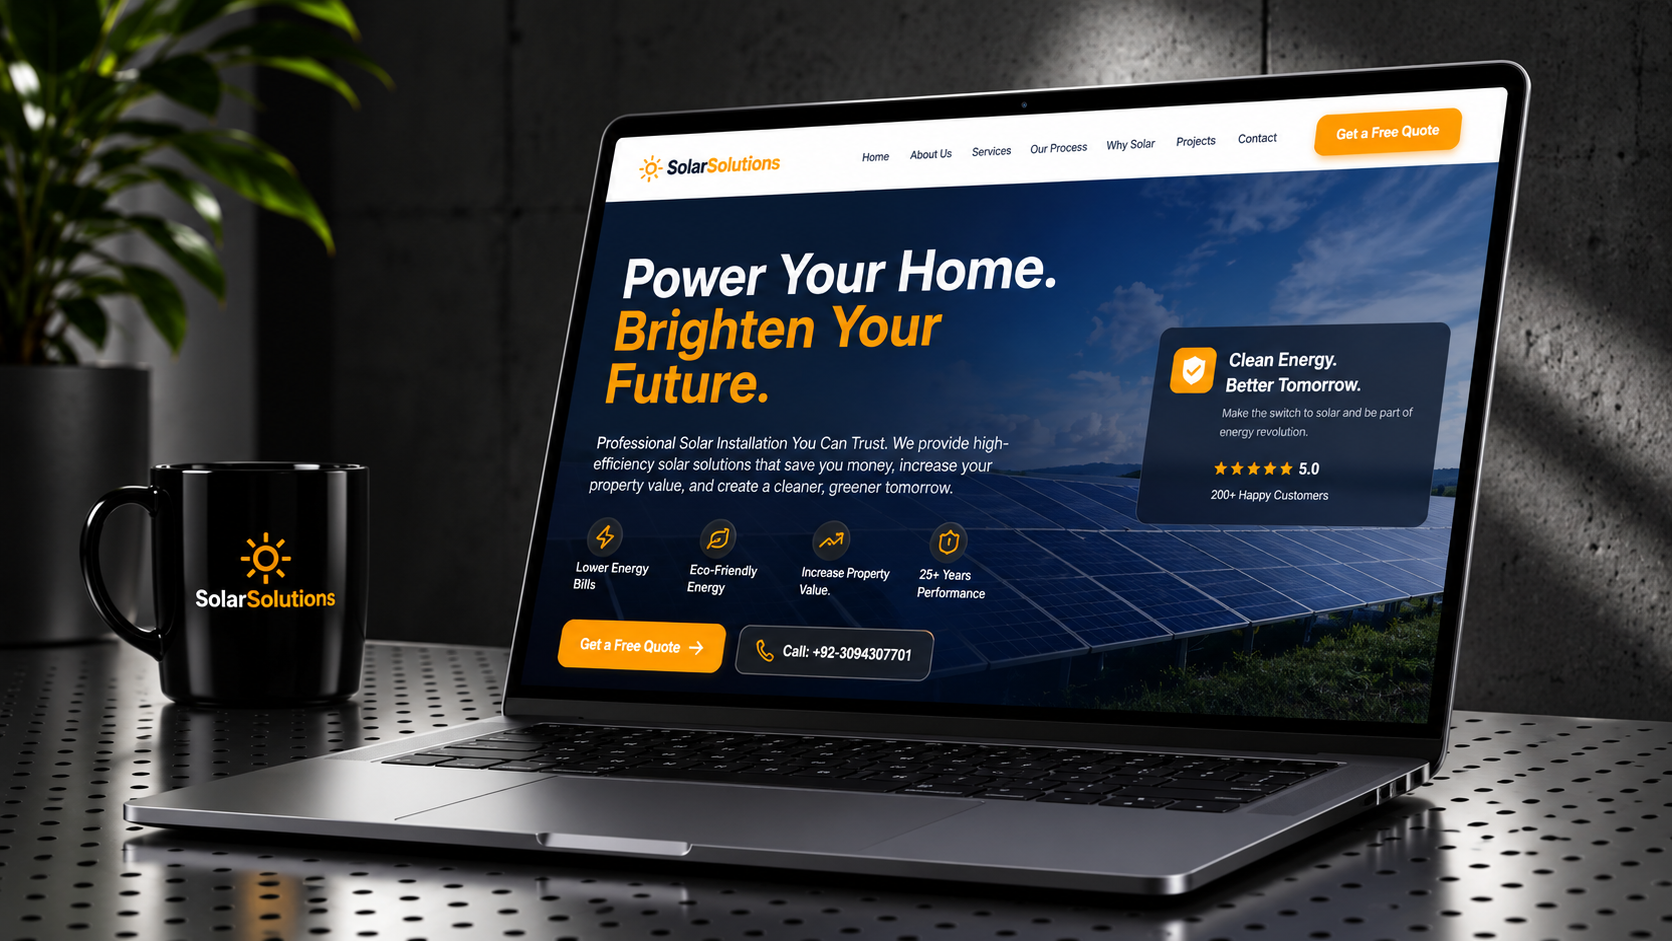 SolarSolutions
Home
About Us
Services
Our Process
Why Solar
Projects
Contact
Get a Free Quote
Power Your Home.
Brighten Your
Future.
Professional Solar Installation You Can Trust. We provide high-
efficiency solar solutions that save you money, increase your
property value, and create a cleaner, greener tomorrow.
Lower Energy
Bills
Eco-Friendly
Energy
Increase Property
Value.
25+ Years
Performance
Get a Free Quote →
Call: +92-3094307701
Clean Energy.
Better Tomorrow.
Make the switch to solar and be part of
energy revolution.
★★★★★ 5.0
200+ Happy Customers
SolarSolutions